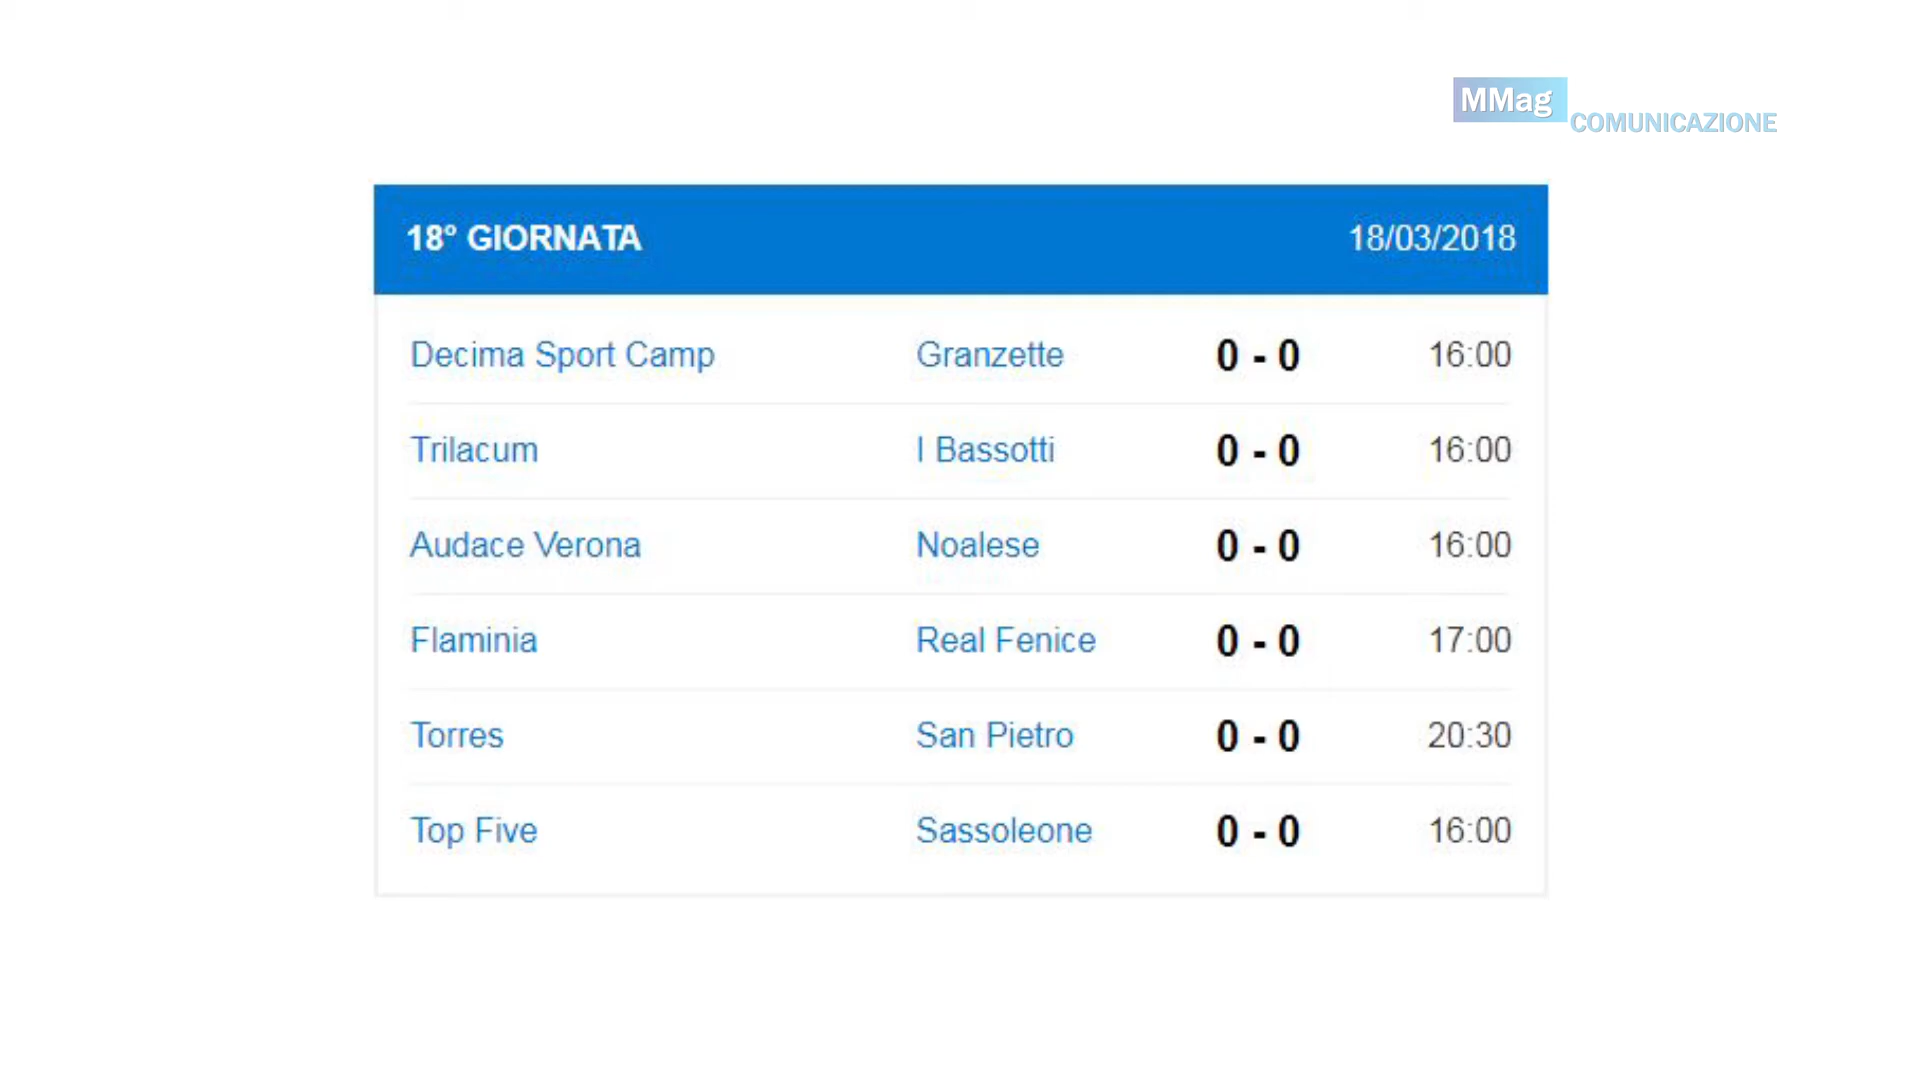 MMag
COMUNICAZIONE
18º GIORNATA 18/03/2018
Decima Sport Camp Granzette 0 - 0 16:00
Trilacum I Bassotti 0 - 0 16:00
Audace Verona Noalese 0 - 0 16:00
Flaminia Real Fenice 0 - 0 17:00
Torres San Pietro 0 - 0 20:30
Top Five Sassoleone 0 - 0 16:00